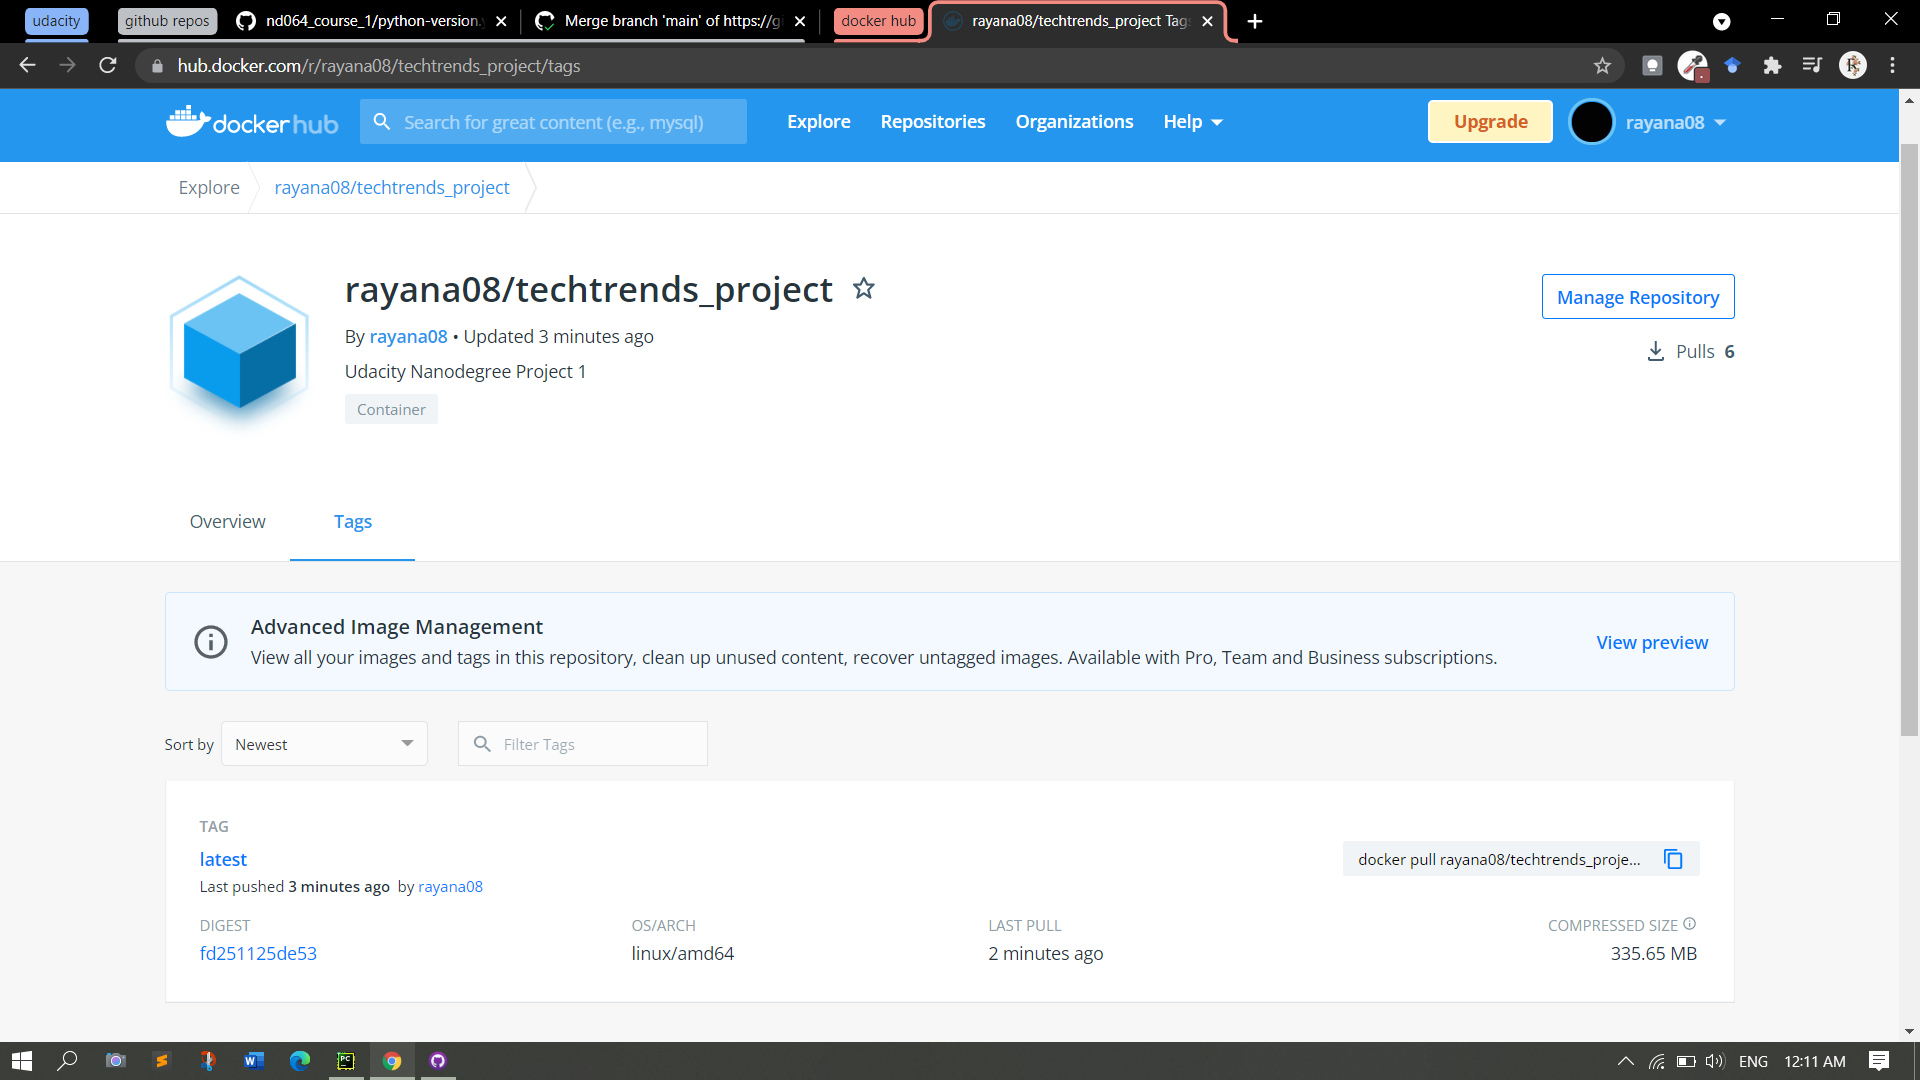 udacity
github repos
nd064_course_1/python-version.y
Merge branch 'main' of https://gi
docker hub
rayana08/techtrends_project Tags
hub.docker.com/r/rayana08/techtrends_project/tags
docker hub
Search for great content (e.g., mysql)
Explore
Repositories
Organizations
Help
Upgrade
rayana08
Explore
rayana08/techtrends_project
rayana08/techtrends_project
Manage Repository
By rayana08 • Updated 3 minutes ago
Pulls 6
Udacity Nanodegree Project 1
Container
Overview
Tags
Advanced Image Management
View all your images and tags in this repository, clean up unused content, recover untagged images. Available with Pro, Team and Business subscriptions.
View preview
Sort by
Newest
Filter Tags
TAG
latest
docker pull rayana08/techtrends_proje...
Last pushed 3 minutes ago by rayana08
DIGEST
OS/ARCH
LAST PULL
COMPRESSED SIZE
fd251125de53
linux/amd64
2 minutes ago
335.65 MB
ENG
12:11 AM